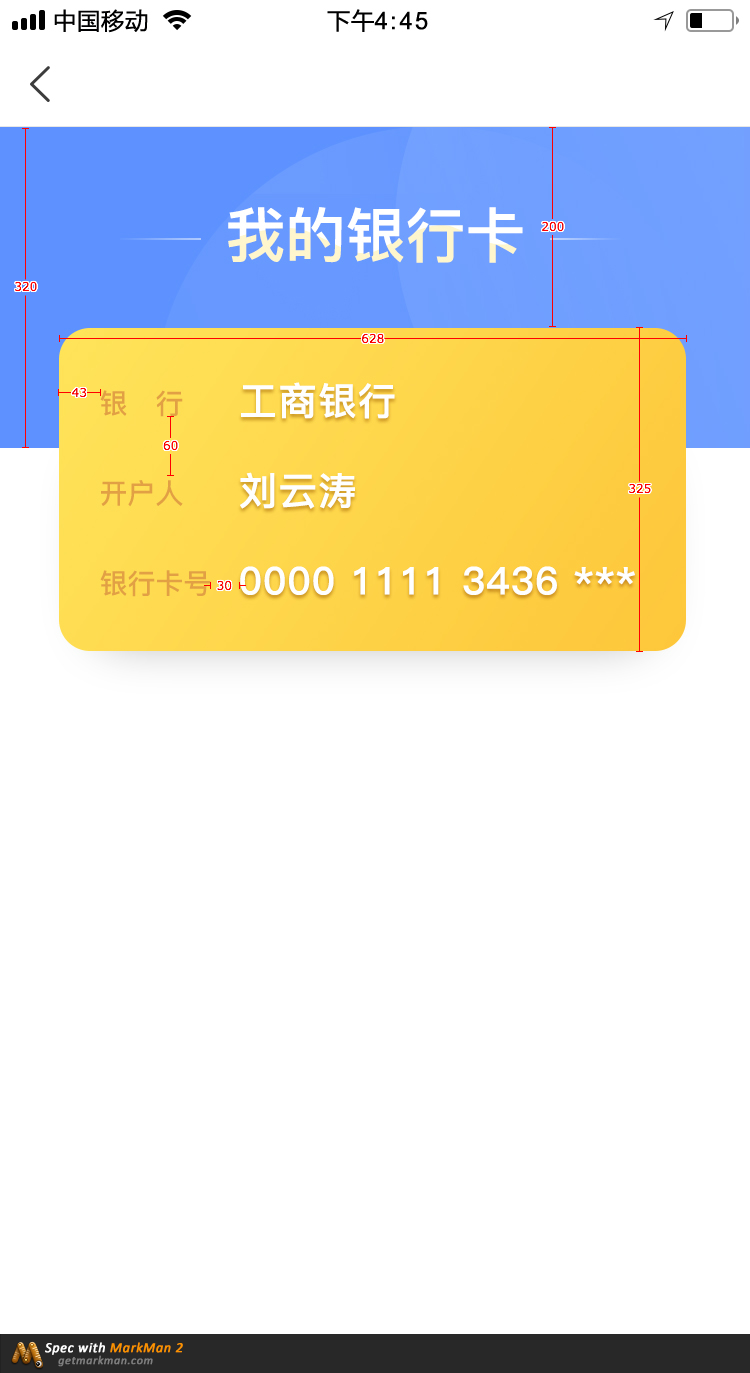 中国移动 下午4:45
我的银行卡
200
320
628
43 银 行 工商银行
60
开户人 刘云涛
325
银行卡号 30 0000 1111 3436 ***
Spec with MarkMan 2
getmarkman.com